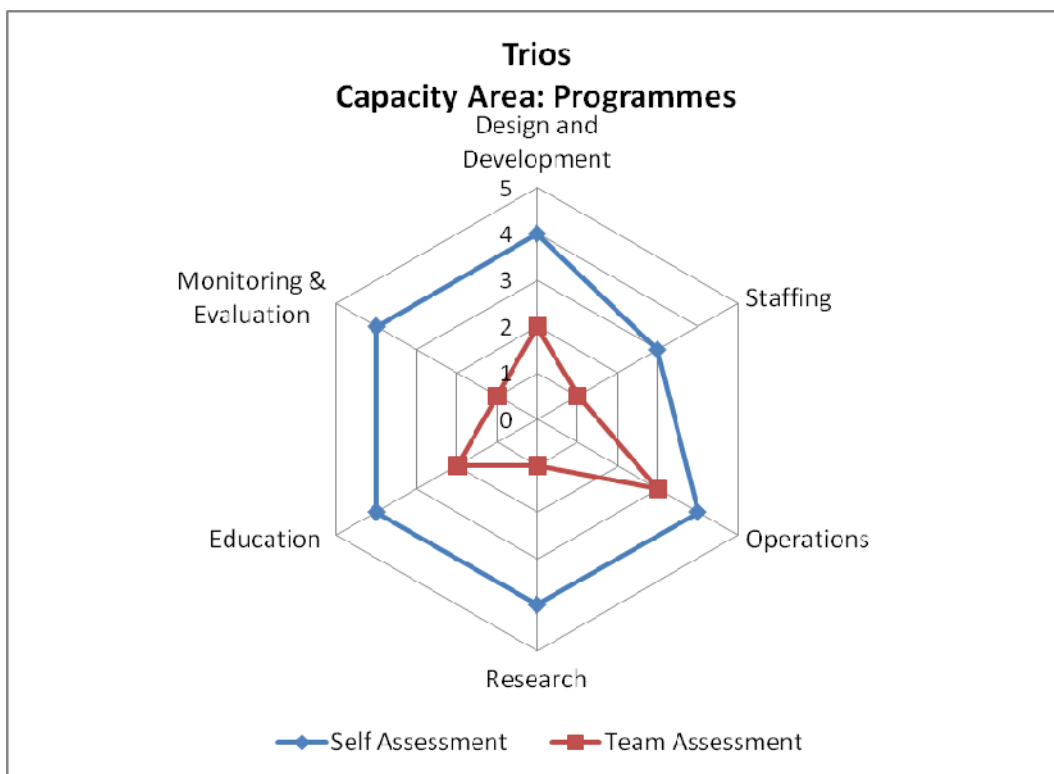 Trios
Capacity Area: Programmes
Design and
Development
5
4
3
2
1
0
Monitoring &
Evaluation
Staffing
Education
Operations
Research
Self Assessment
Team Assessment